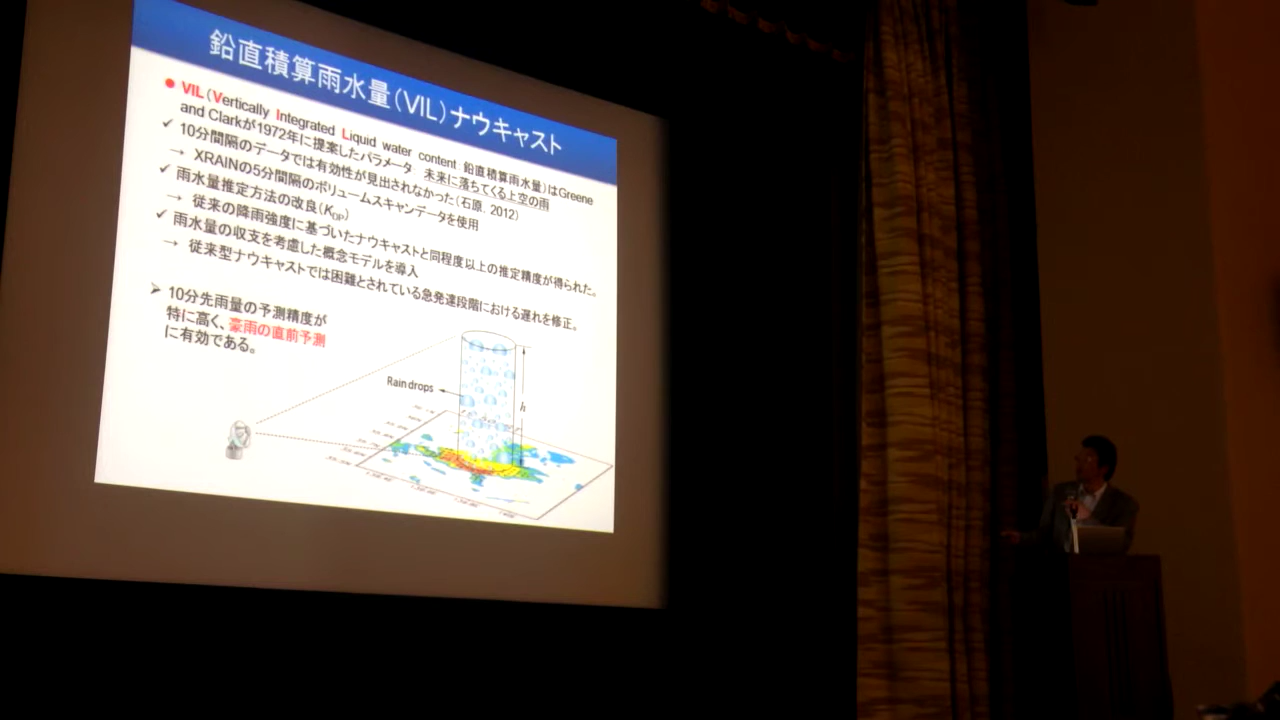 鉛直積算雨水量(VIL)ナウキャスト
● VIL(Vertically Integrated Liquid water content: 鉛直積算雨水量)はGreene
and Clarkが1972年に提案したパラメータ 未来に落ちてくる上空の雨
✓ 10分間隔のデータでは有効性が見出されなかった(石原, 2012)
→ XRAINの5分間隔のボリュームスキャンデータを使用
✓ 雨水量推定方法の改良(KDP)
→ 従来の降雨強度に基づいたナウキャストと同程度以上の推定精度が得られた。
✓ 雨水量の収支を考慮した概念モデルを導入
→ 従来型ナウキャストでは困難とされている急発達段階における遅れを修正。
➢ 10分先雨量の予測精度が
特に高く、豪雨の直前予測
に有効である。
Rain drops
h